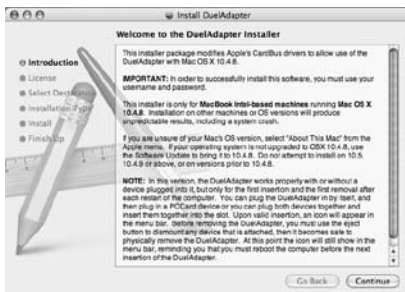 Install DuelAdapter
Welcome to the DuelAdapter Installer
Introduction
License
Select Destination
Installation Type
Install
Finish Up
This installer package modifies Apple's CardBus drivers to allow use of the
DuelAdapter with Mac OS X 10.4.8.
IMPORTANT: In order to successfully install this software, you must use your
username and password.
This installer is only for MacBook Intel-based machines running Mac OS X
10.4.8. Installation on other machines or OS versions will produce
unpredictable results, including a system crash.
If you are unsure of your Mac's OS version, select "About This Mac" from the
Apple menu. If your operating system is not upgraded to OSX 10.4.8, use
the Software Update to bring it to 10.4.8. Do not attempt to install on 10.5,
10.4.9 or above, or on versions prior to 10.4.8.
NOTE: In this version, the DuelAdapter works properly with or without a
device plugged into it, but only for the first insertion and the first removal after
each restart of the computer. You can plug the DuelAdapter in by itself, and
then plug in a PCCard device or you can plug both devices together and
insert them together into the slot. Upon valid insertion, an icon will appear in
the menu bar. Before removing the DuelAdapter, you must use the eject
button to dismount any device that is attached, then it becomes safe to
physically remove the DuelAdapter. At this point the icon will still show in the
menu bar, reminding you that you must reboot the computer before the next
insertion of the DuelAdapter.
Go Back
Continue